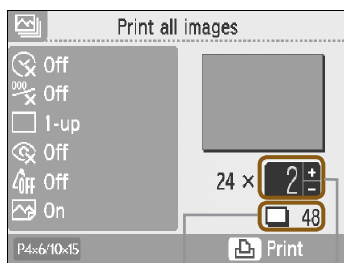 Print all images
Off
Off
1-up
Off
Off
On
24 × 2 + -
48
P4x6/10x15
Print